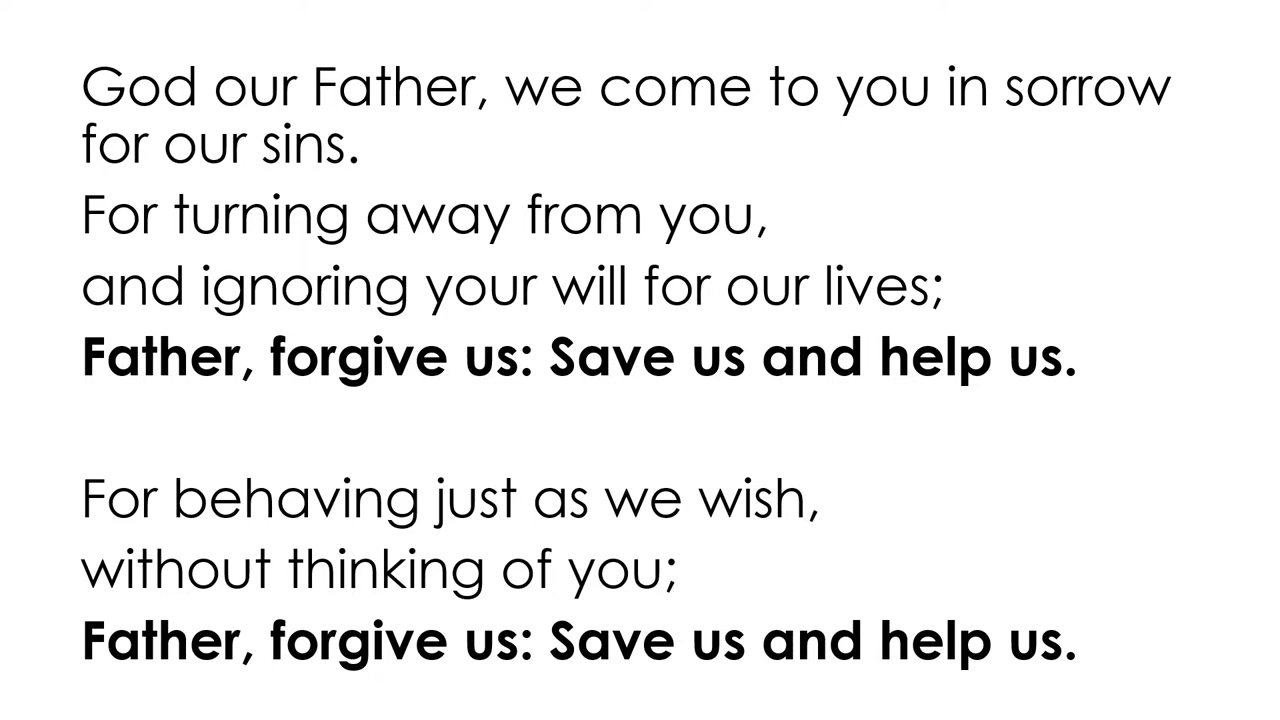 God our Father, we come to you in sorrow
for our sins.
For turning away from you,
and ignoring your will for our lives;
Father, forgive us: Save us and help us.
For behaving just as we wish,
without thinking of you;
Father, forgive us: Save us and help us.